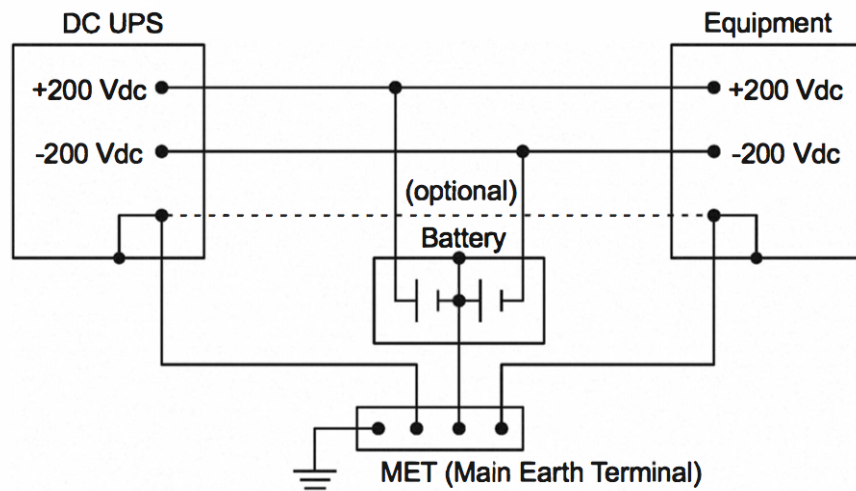 DC UPS
Equipment
+200 Vdc
+200 Vdc
-200 Vdc
-200 Vdc
(optional)
Battery
MET (Main Earth Terminal)